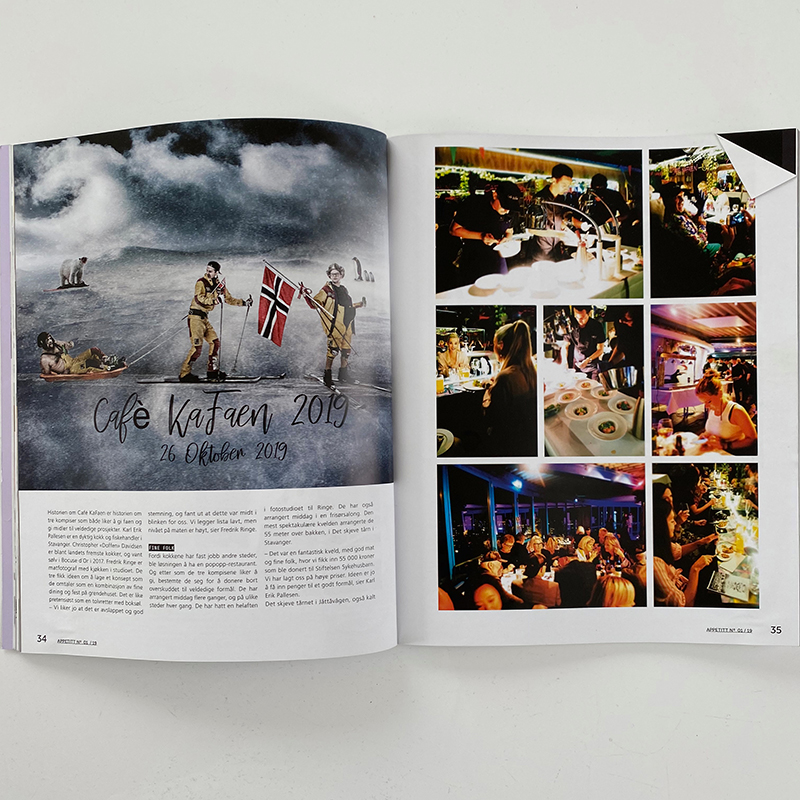 Cafè KaFaen 2019
26 Oktober 2019
Historien om Café KaFaen er historien om
tre kompiser som både liker å gi faen og
gi midler til veldedige prosjekter. Karl Erik
Pallesen er en dyktig kokk og fiskehandler i
Stavanger. Christopher «Doffen» Davidsen
er blant landets fremste kokker, og vant
sølv i Bocuse d´Or i 2017. Fredrik Ringe er
matfotograf med kjøkken i studioet. De
tre fikk ideen om å lage et konsept som
de omtaler som en kombinasjon av fine
dining og fest på grendehuset. Det er like
pretensiøst som en toliretter med boksøl.
– Vi liker jo at det er avslappet og god
stemning, og fant ut at dette var midt i
blinken for oss. Vi legger lista lavt, men
nivået på maten er høyt, sier Fredrik Ringe.
FINE FOLK
Fordi kokkene har fast jobb andre steder,
ble løsningen å ha en popopp-restaurant.
Og etter som de tre kompisene liker å
gi, bestemte de seg for å donere bort
overskuddet til veldedige formål. De har
arrangert middag flere ganger, og på ulike
steder hver gang. De har hatt en helaften
i fotostudioet til Ringe. De har også
arrangert middag i en frisørsalong. Den
mest spektakulære kvelden arrangerte de
55 meter over bakken, i Det skjeve tårn i
Stavanger.
– Det var en fantastisk kveld, med god mat
og fine folk, hvor vi fikk inn 55 000 kroner
som ble donert til Stiftelsen Sykehusbarn.
Vi har lagt oss på høye priser. Ideen er jo
å få inn penger til et godt formål, sier Karl
Erik Pallesen.
Det skjeve tårnet i Jåttåvågen, også kalt
34 APPETITT Nº 01 / 19
APPETITT Nº 01 / 19 35